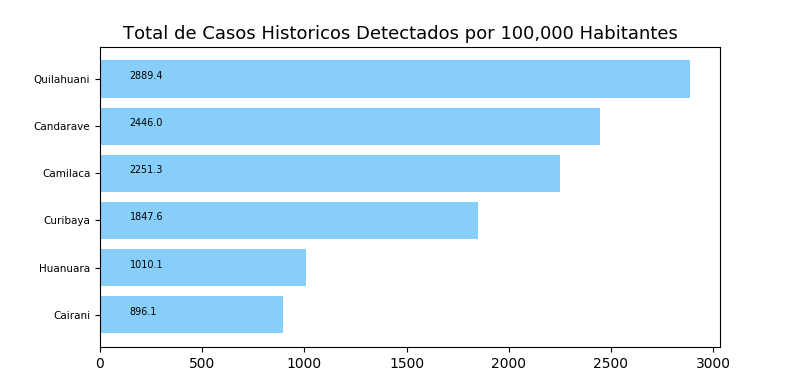 Total de Casos Historicos Detectados por 100,000 Habitantes
Quilahuani 2889.4
Candarave 2446.0
Camilaca 2251.3
Curibaya 1847.6
Huanuara 1010.1
Cairani 896.1
0 500 1000 1500 2000 2500 3000